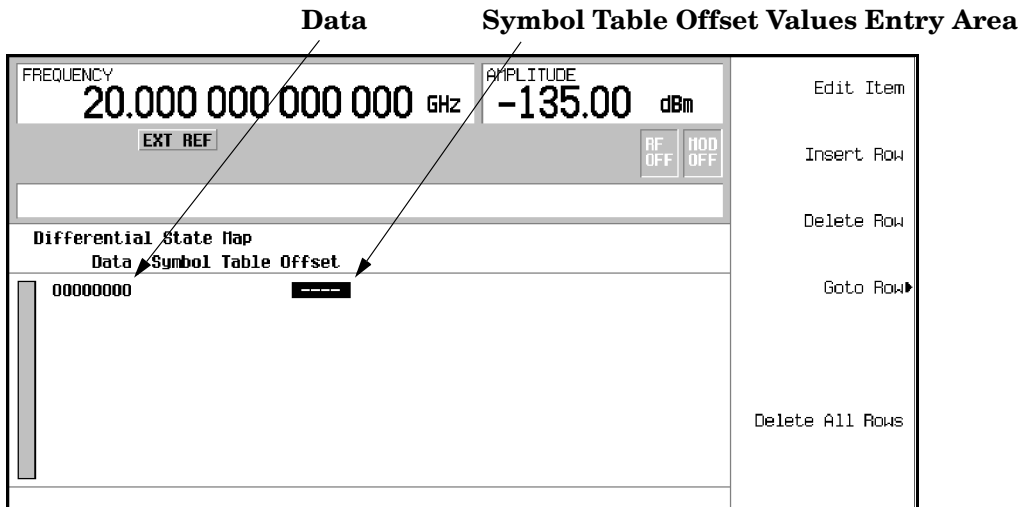 Data Symbol Table Offset Values Entry Area
FREQUENCY AMPLITUDE
20.000 000 000 000 GHz -135.00 dBm
Edit Item
EXT REF
RF OFF
MOD OFF
Insert Row
Delete Row
Differential State Map
Data Symbol Table Offset
00000000 ----
Goto Row
Delete All Rows